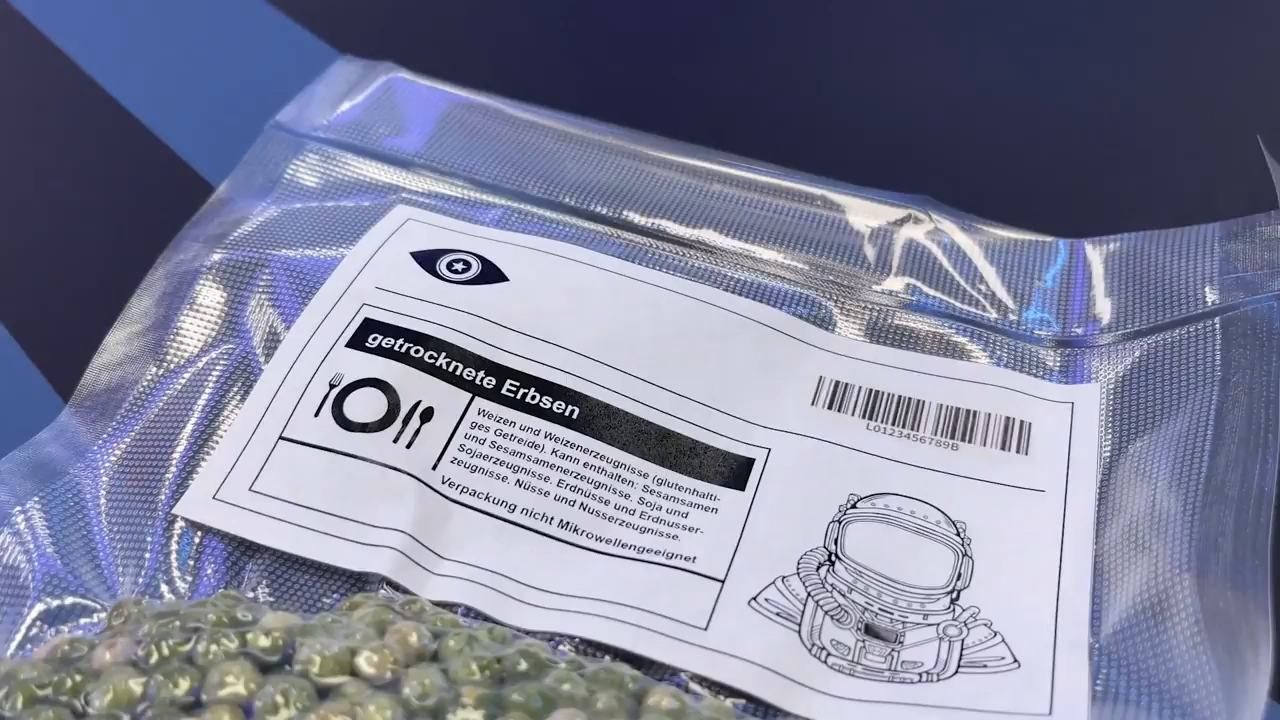 L0123456789B
getrocknete Erbsen
Weizen und Weizenerzeugnisse (glutenhalti-
ges Getreide). Kann enthalten: Sesamsamen
und Sesamsamenerzeugnisse. Soja und
Sojaerzeugnisse. Erdnüsse und Erdnusser-
zeugnisse. Nüsse und Nusserzeugnisse.
Verpackung nicht Mikrowellengeeignet